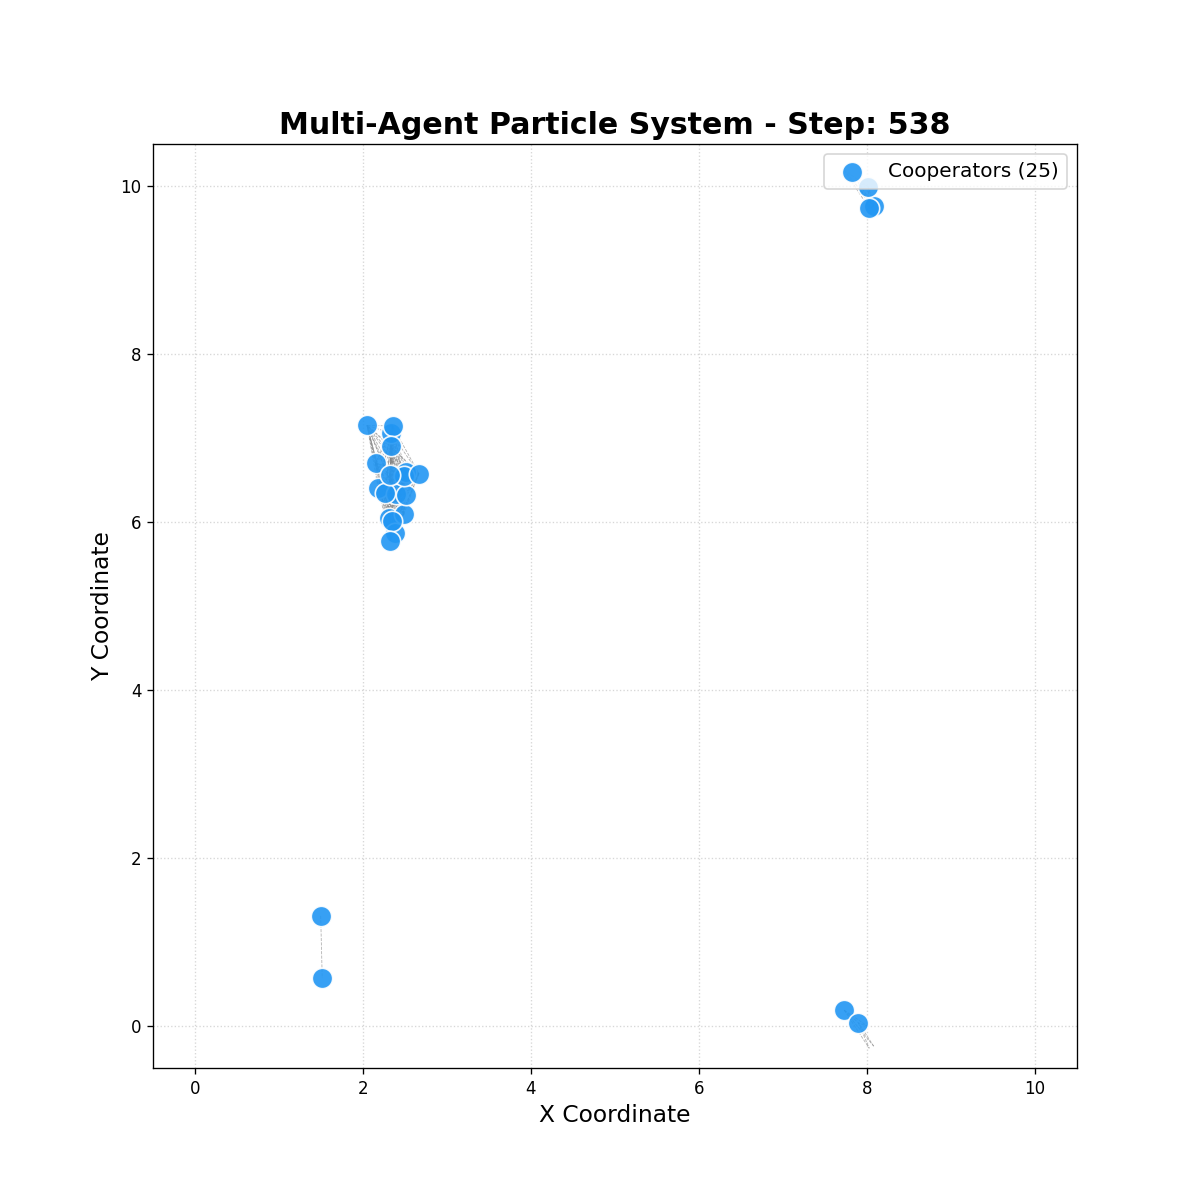 Multi-Agent Particle System - Step: 538
Cooperators (25)
10
8
6
4
2
0
Y Coordinate
0 2 4 6 8 10
X Coordinate